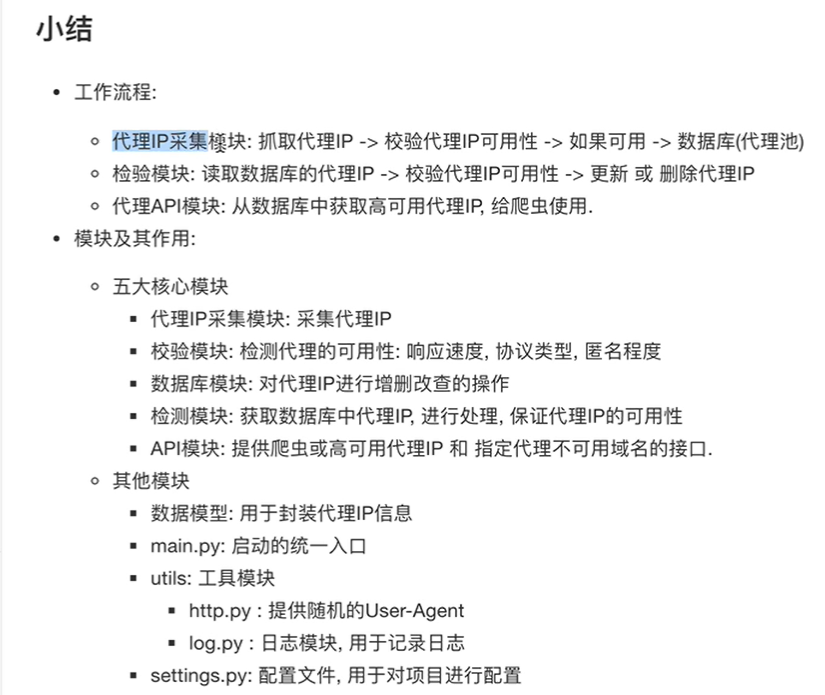 小结
工作流程:
代理IP采集模块: 抓取代理IP -> 校验代理IP可用性 -> 如果可用 -> 数据库(代理池)
检验模块: 读取数据库的代理IP -> 校验代理IP可用性 -> 更新 或 删除代理IP
代理API模块: 从数据库中获取高可用代理IP, 给爬虫使用.
模块及其作用:
五大核心模块
代理IP采集模块: 采集代理IP
校验模块: 检测代理的可用性: 响应速度, 协议类型, 匿名程度
数据库模块: 对代理IP进行增删改查的操作
检测模块: 获取数据库中代理IP, 进行处理, 保证代理IP的可用性
API模块: 提供爬虫或高可用代理IP 和 指定代理不可用域名的接口.
其他模块
数据模型: 用于封装代理IP信息
main.py: 启动的统一入口
utils: 工具模块
http.py : 提供随机的User-Agent
log.py : 日志模块, 用于记录日志
settings.py: 配置文件, 用于对项目进行配置